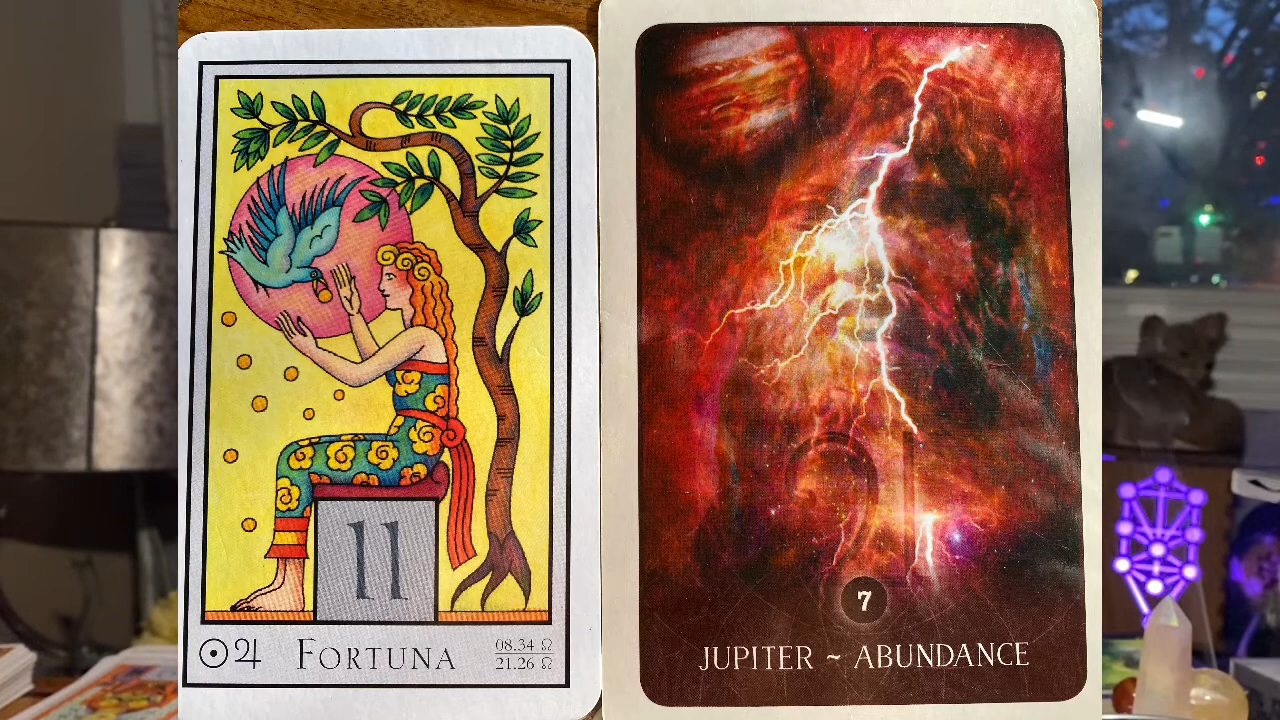 11
☉♃ FORTUNA 08.34 ♌
21.26 ♌
7
JUPITER ~ ABUNDANCE